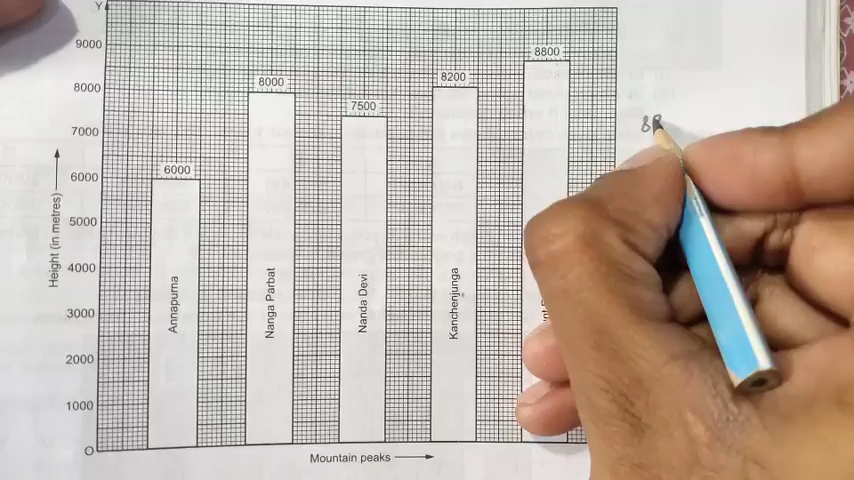 Y
9000
8800
8000
8200
8000
7500
7000
6000
6000
5000
4000
3000
2000
1000
O
Height (in metres)
Annapurna
Nanga Parbat
Nanda Devi
Kanchenjunga
Mountain peaks
88